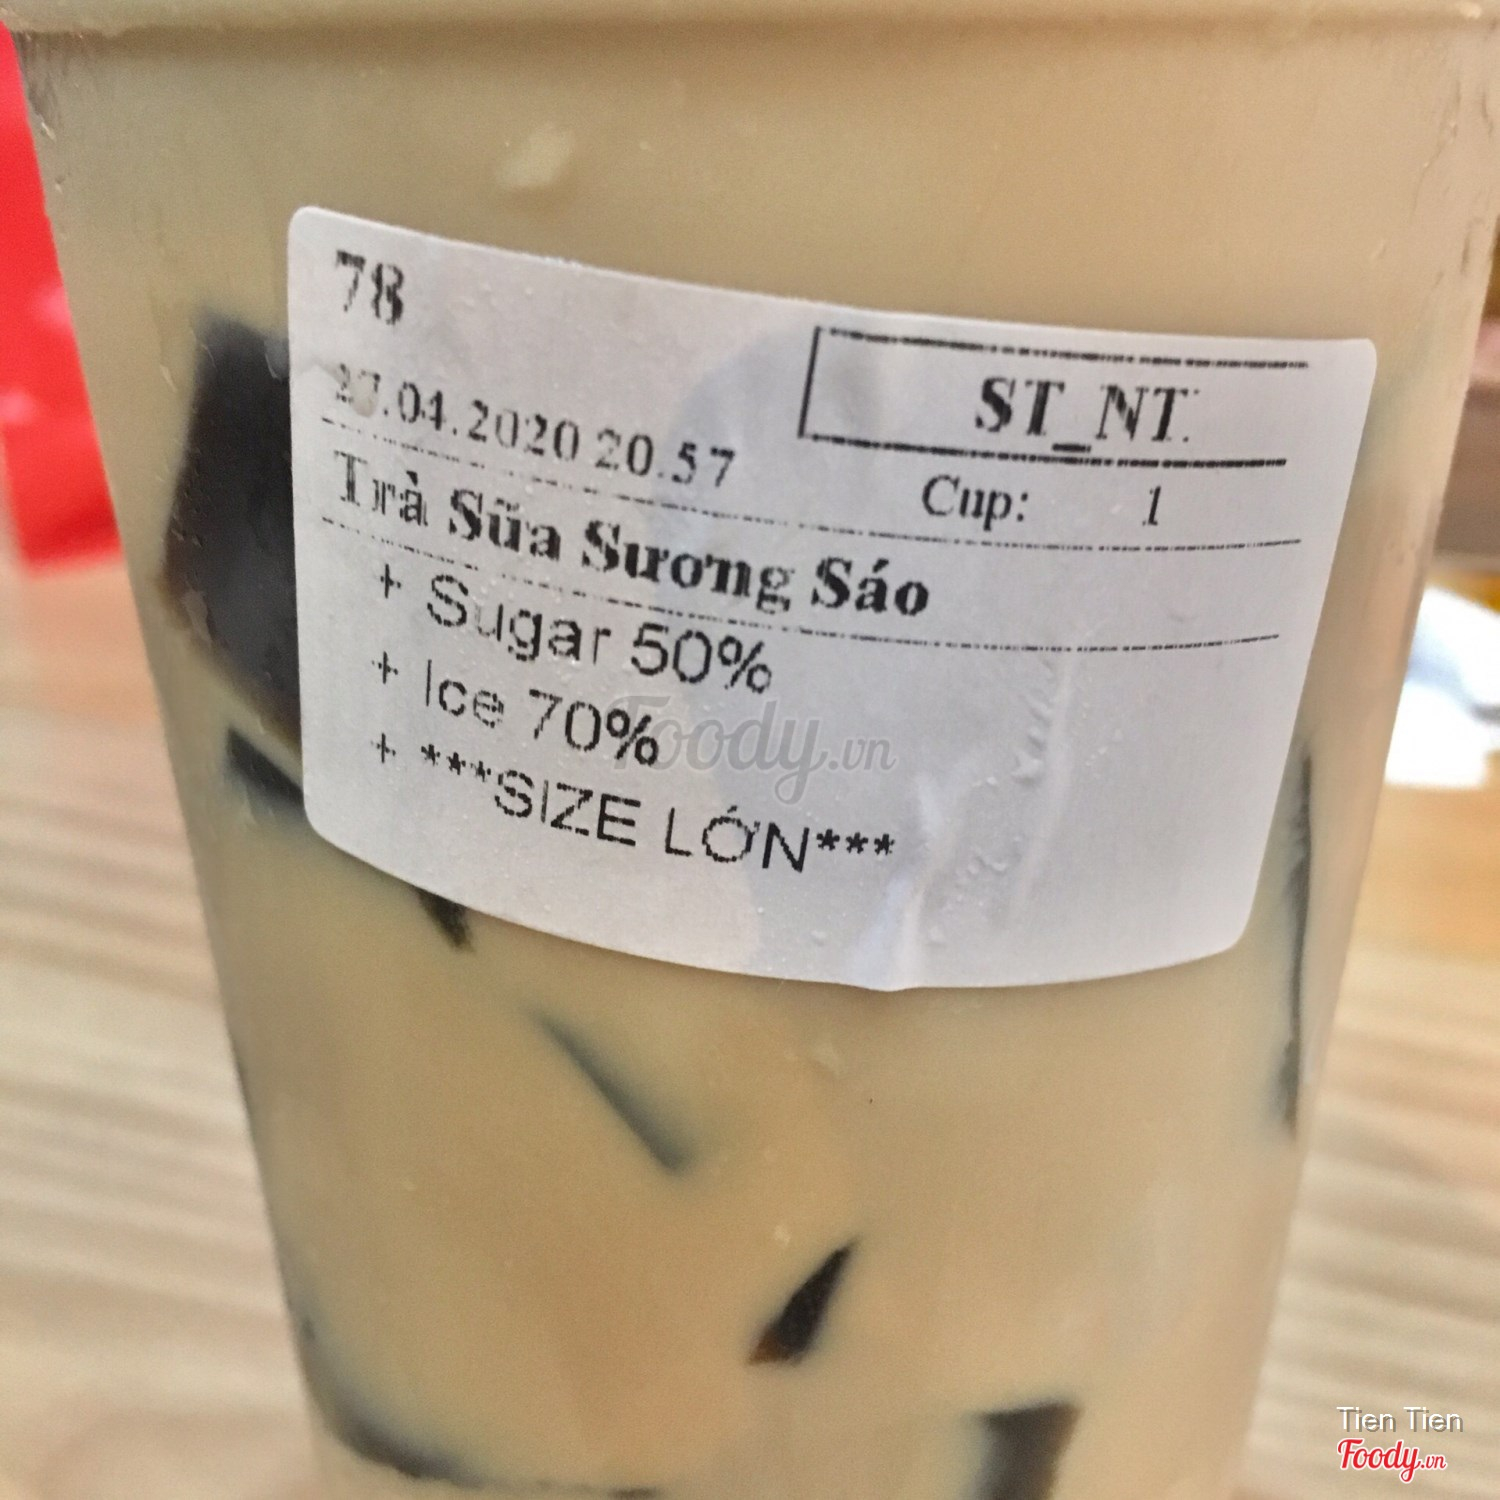 78
ST_NT.
27.04.2020 20.57
Cup: 1
Trà Sữa Sương Sáo
+ Sugar 50%
+ Ice 70%
+ ***SIZE LỚN***
Foody.vn
Tien Tien
Foody.vn